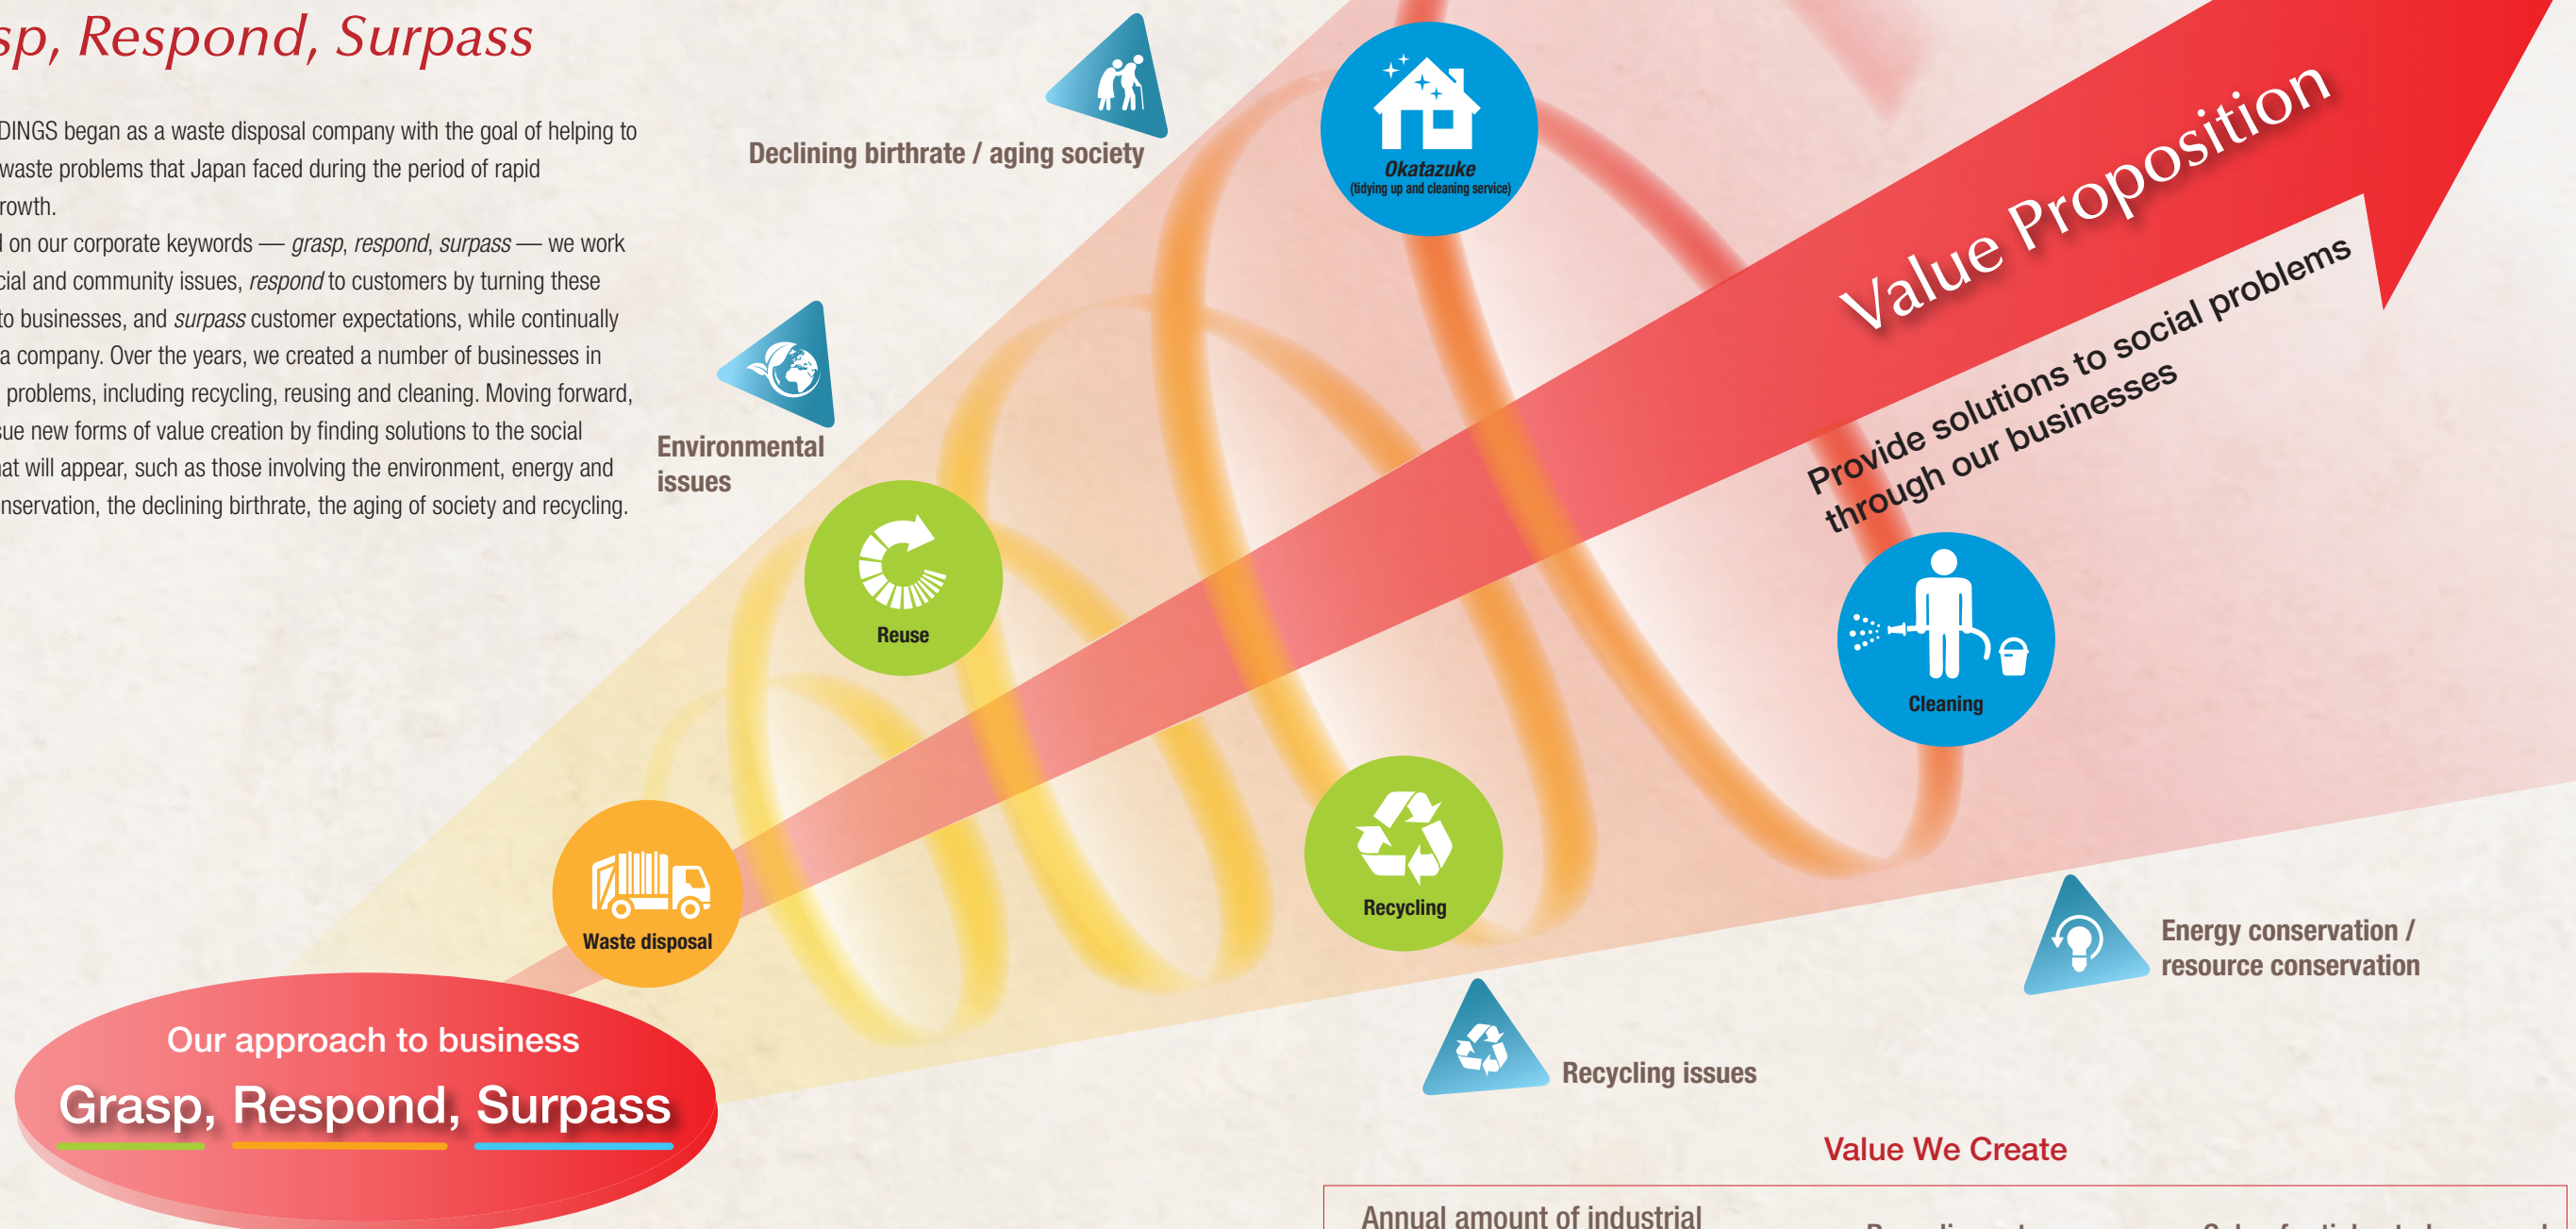 sp, Respond, Surpass
DINGS began as a waste disposal company with the goal of helping to
waste problems that Japan faced during the period of rapid
rowth.
on our corporate keywords — grasp, respond, surpass — we work
cial and community issues, respond to customers by turning these
to businesses, and surpass customer expectations, while continually
a company. Over the years, we created a number of businesses in
problems, including recycling, reusing and cleaning. Moving forward,
sue new forms of value creation by finding solutions to the social
hat will appear, such as those involving the environment, energy and
nservation, the declining birthrate, the aging of society and recycling.
Declining birthrate / aging society
Okatazuke
(tidying up and cleaning service)
Value Proposition
Provide solutions to social problems
through our businesses
Environmental
issues
Reuse
Cleaning
Waste disposal
Recycling
Energy conservation /
resource conservation
Recycling issues
Our approach to business
Grasp, Respond, Surpass
Value We Create
Annual amount of industrial